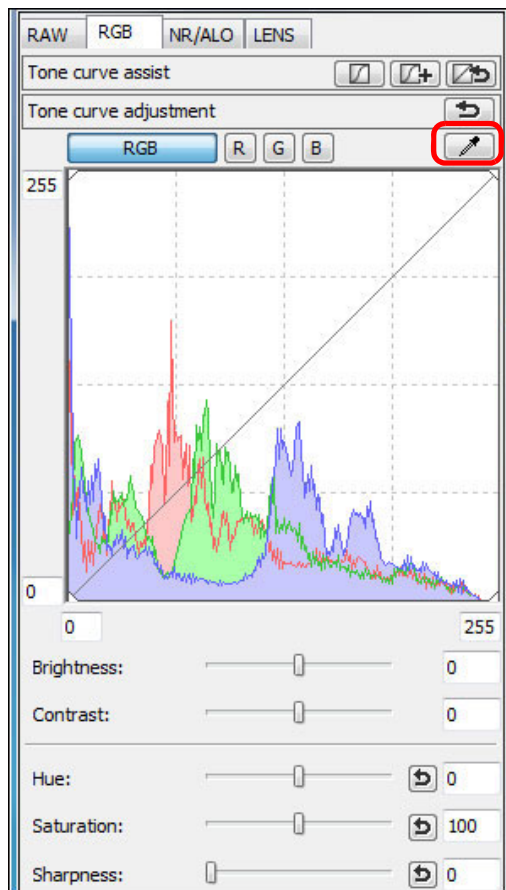 RAW RGB NR/ALO LENS
Tone curve assist
Tone curve adjustment
RGB R G B
255
0
0 255
Brightness: 0
Contrast: 0
Hue: 0
Saturation: 100
Sharpness: 0